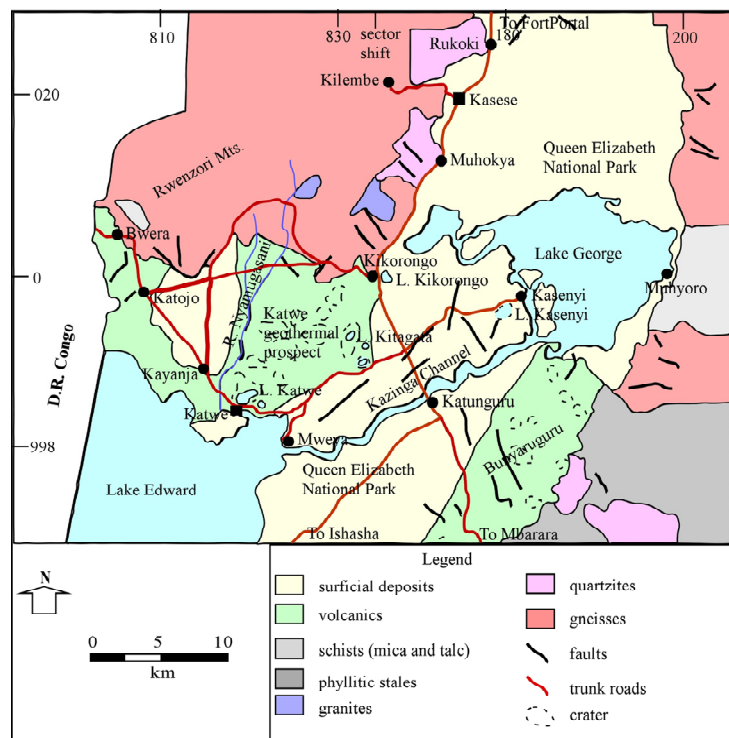 810
830
sector
shift
180
200
To FortPortal
Rukoki
Kilembe
Kasese
020
Queen Elizabeth
National Park
Muhokya
Rwenzori Mts.
Bwera
R. Nyamugasani
Lake George
Kikorongo
L. Kikorongo
0
Katojo
Kasenyi
L. Kasenyi
Muhyoro
Katwe
geothermal
prospect
L. Kitagata
D.R. Congo
Kayanja
L. Katwe
Kazinga Channel
Katwe
Katunguru
Mweya
998
Bunyaruguru
Queen Elizabeth
National Park
Lake Edward
To Ishasha
To Mbarara
Legend
N
0 5 10
km
surficial deposits
volcanics
schists (mica and talc)
phyllitic stales
granites
quartzites
gneisses
faults
trunk roads
crater